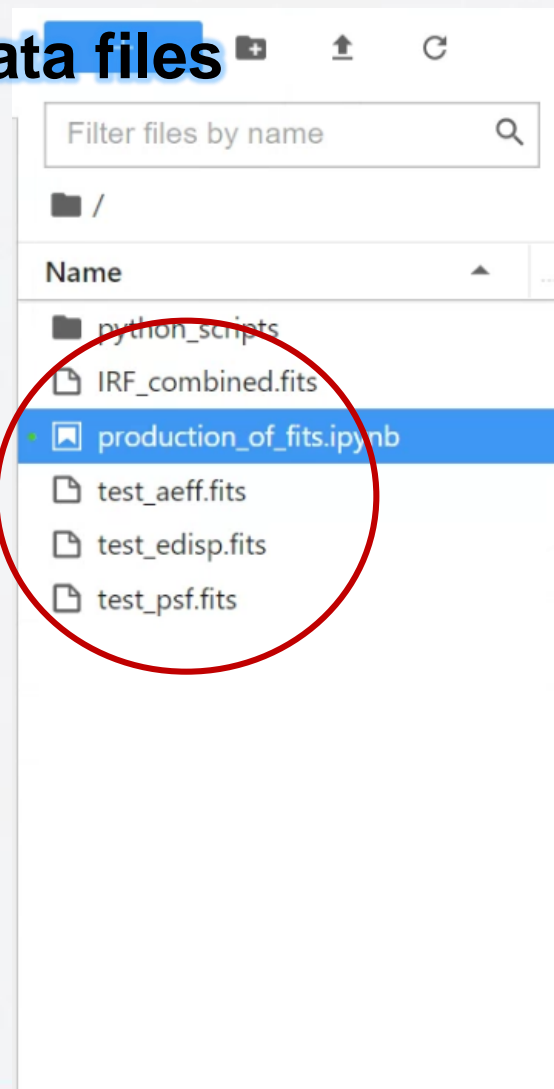 ata files
Filter files by name
/
Name
...
python_scripts
IRF_combined.fits
production_of_fits.ipynb
test_aeff.fits
test_edisp.fits
test_psf.fits